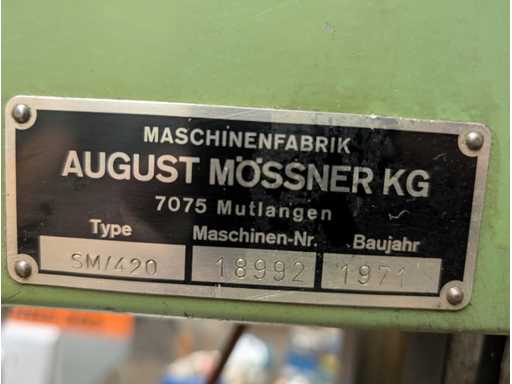 MASCHINENFABRIK
AUGUST MÖSSNER KG
7075 Mutlangen
Type Maschinen-Nr. Baujahr
SM/420 18992 1971